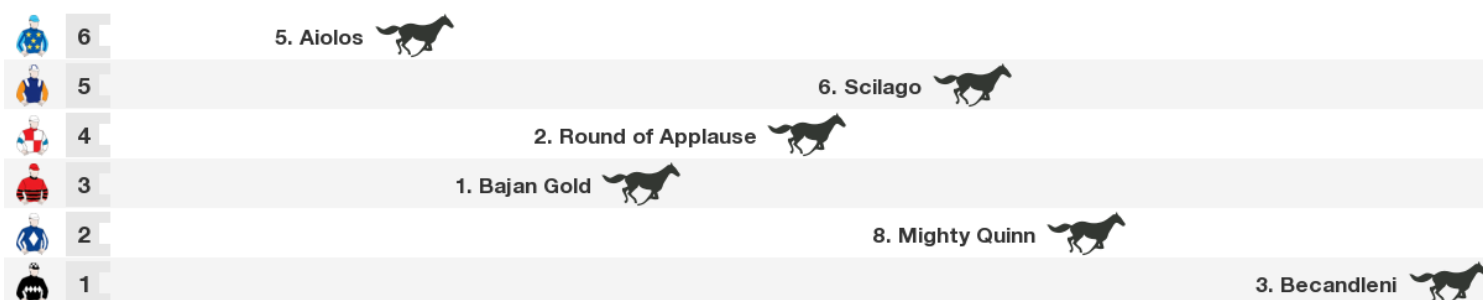 6 5. Aiolos
5 6. Scilago
4 2. Round of Applause
3 1. Bajan Gold
2 8. Mighty Quinn
1 3. Becandleni